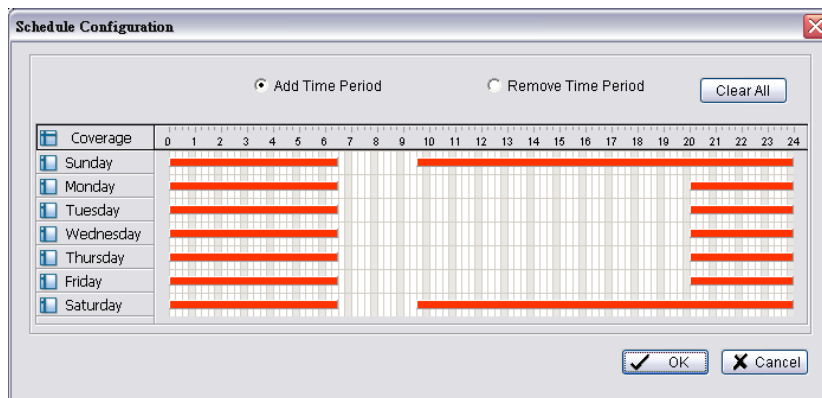 Schedule Configuration
Add Time Period Remove Time Period Clear All
Coverage 0 1 2 3 4 5 6 7 8 9 10 11 12 13 14 15 16 17 18 19 20 21 22 23 24
Sunday
Monday
Tuesday
Wednesday
Thursday
Friday
Saturday
OK Cancel